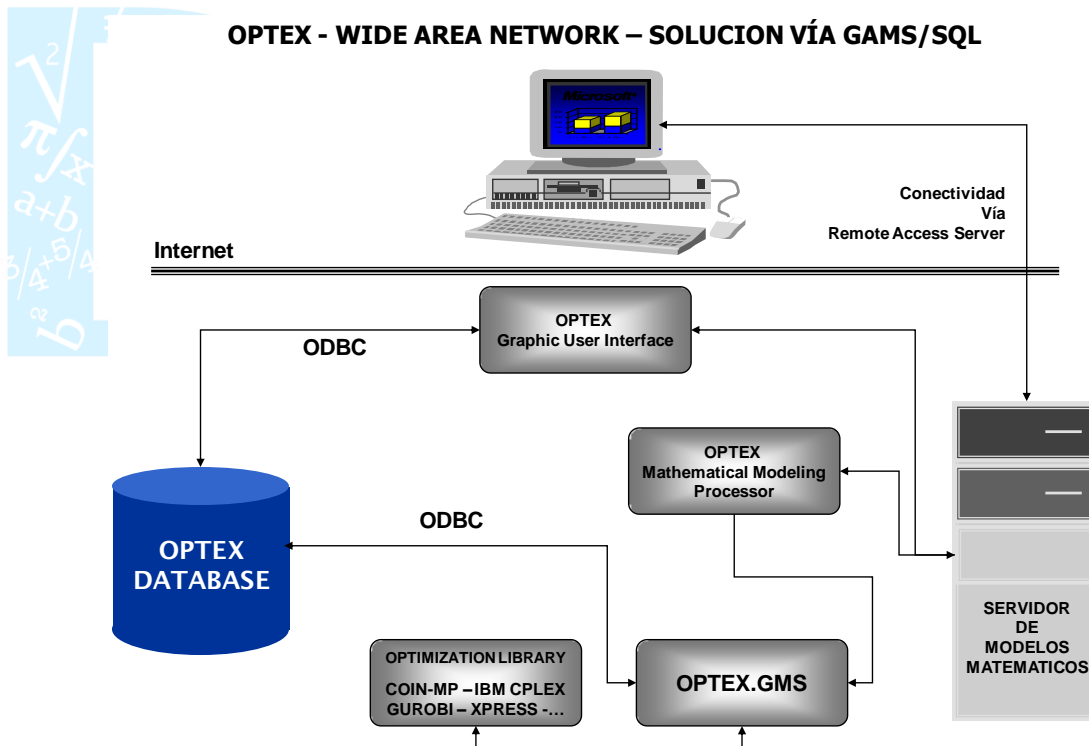 OPTEX - WIDE AREA NETWORK – SOLUCION VÍA GAMS/SQL
Microsoft
Conectividad
Vía
Remote Access Server
Internet
OPTEX
Graphic User Interface
ODBC
OPTEX
Mathematical Modeling
Processor
ODBC
OPTEX
DATABASE
SERVIDOR
DE
MODELOS
MATEMATICOS
OPTIMIZATION LIBRARY
COIN-MP – IBM CPLEX
GUROBI – XPRESS -...
OPTEX.GMS